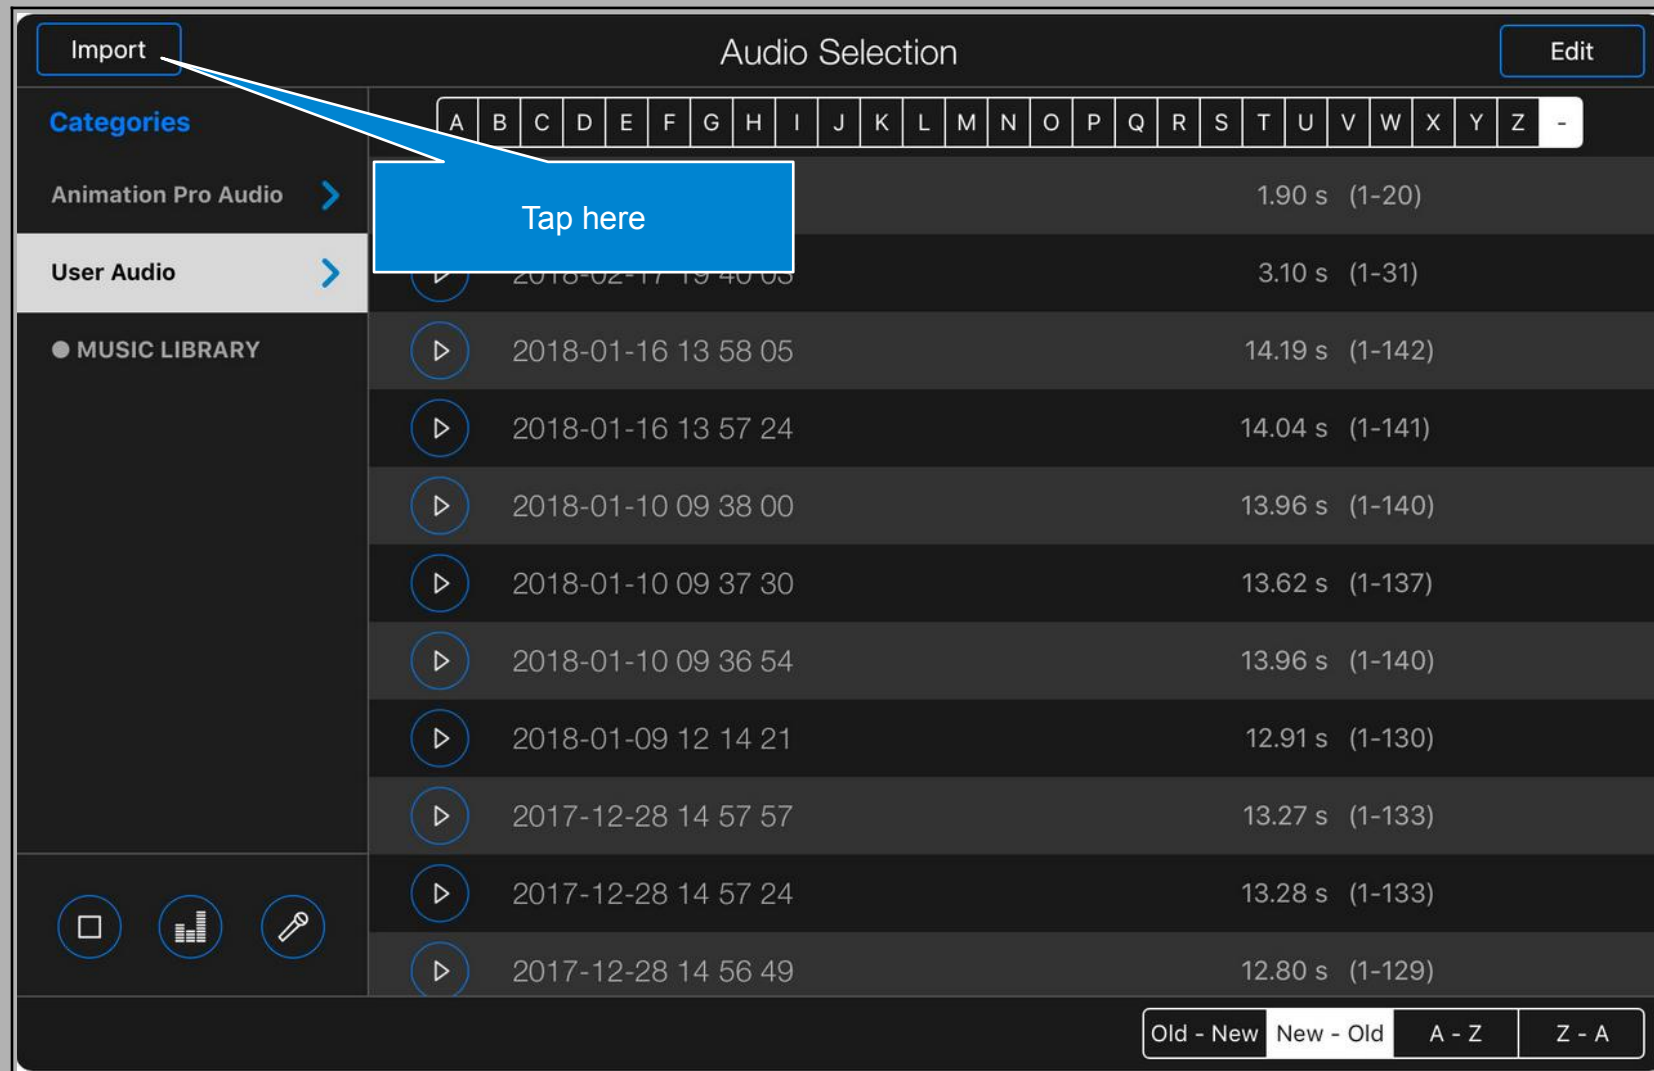 Import
Audio Selection
Edit
Categories
A B C D E F G H I J K L M N O P Q R S T U V W X Y Z -
Animation Pro Audio
Tap here
1.90 s (1-20)
User Audio
2018-02-17 19 40 03
3.10 s (1-31)
MUSIC LIBRARY
2018-01-16 13 58 05
14.19 s (1-142)
2018-01-16 13 57 24
14.04 s (1-141)
2018-01-10 09 38 00
13.96 s (1-140)
2018-01-10 09 37 30
13.62 s (1-137)
2018-01-10 09 36 54
13.96 s (1-140)
2018-01-09 12 14 21
12.91 s (1-130)
2017-12-28 14 57 57
13.27 s (1-133)
2017-12-28 14 57 24
13.28 s (1-133)
2017-12-28 14 56 49
12.80 s (1-129)
Old - New
New - Old
A - Z
Z - A